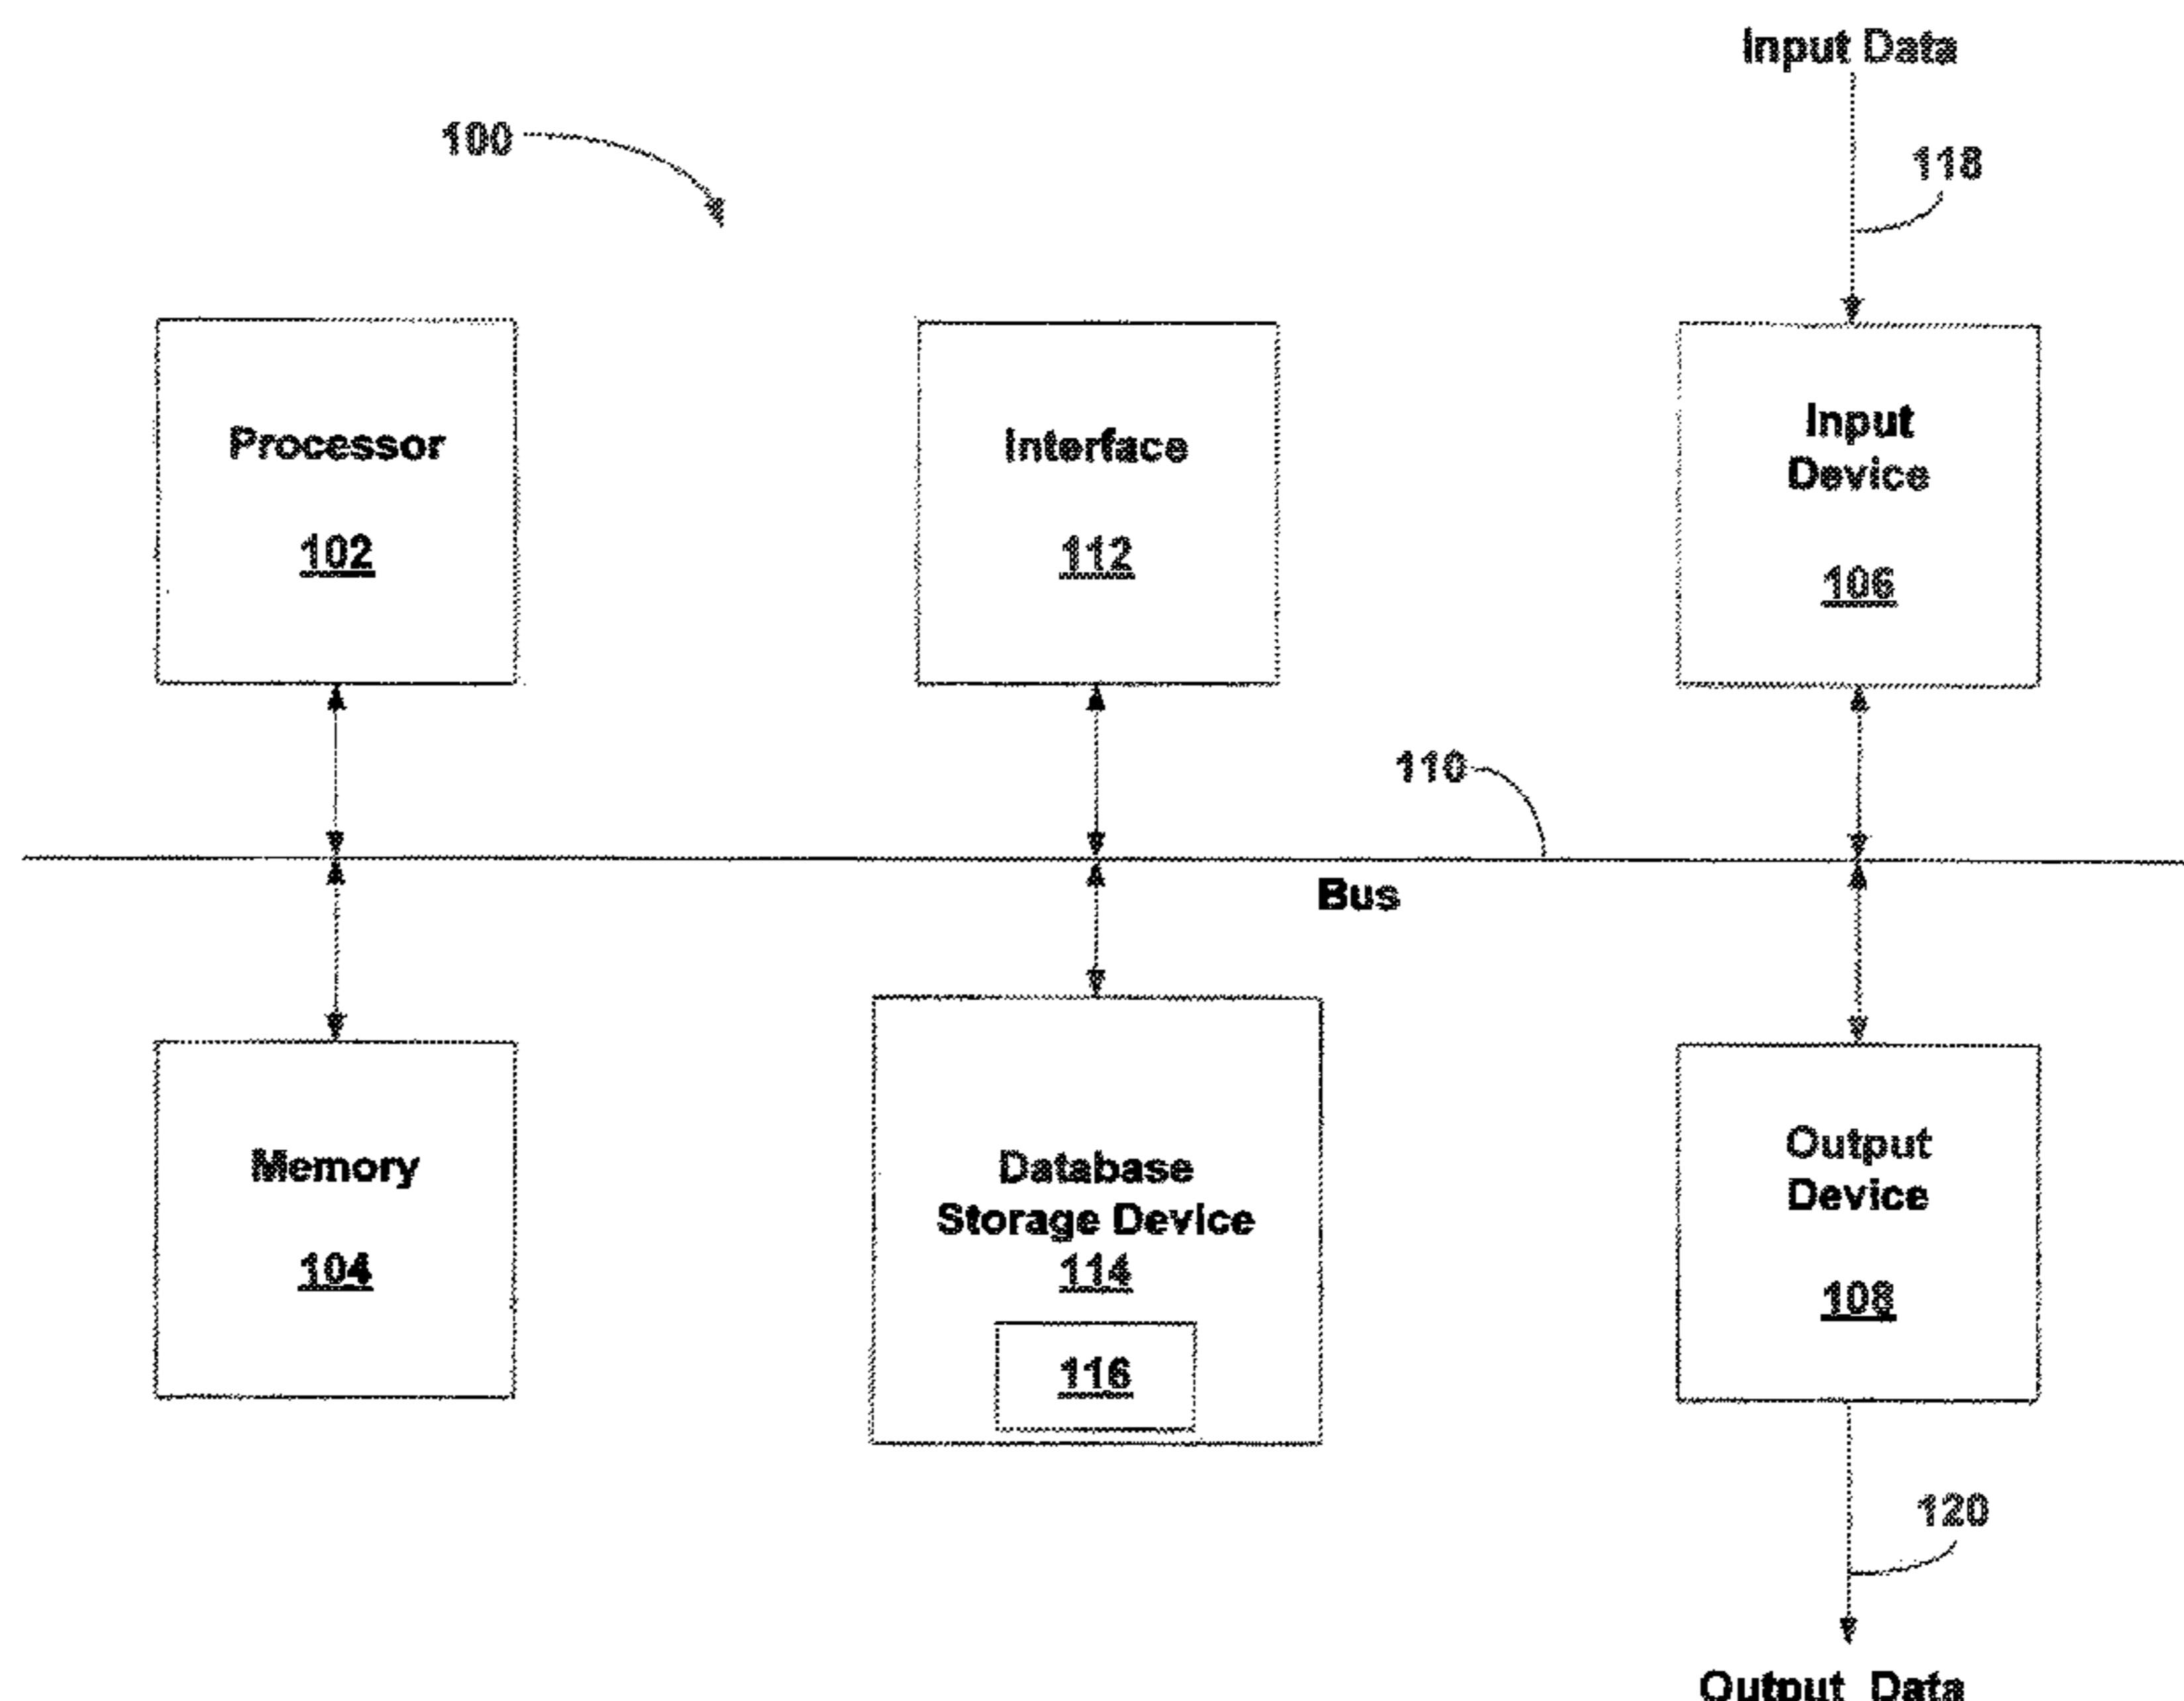 Input Data
100
118
Processor
102
Interface
112
Input
Device
106
110
Bus
Memory
104
Database
Storage Device
114
116
Output
Device
108
120
Output Data